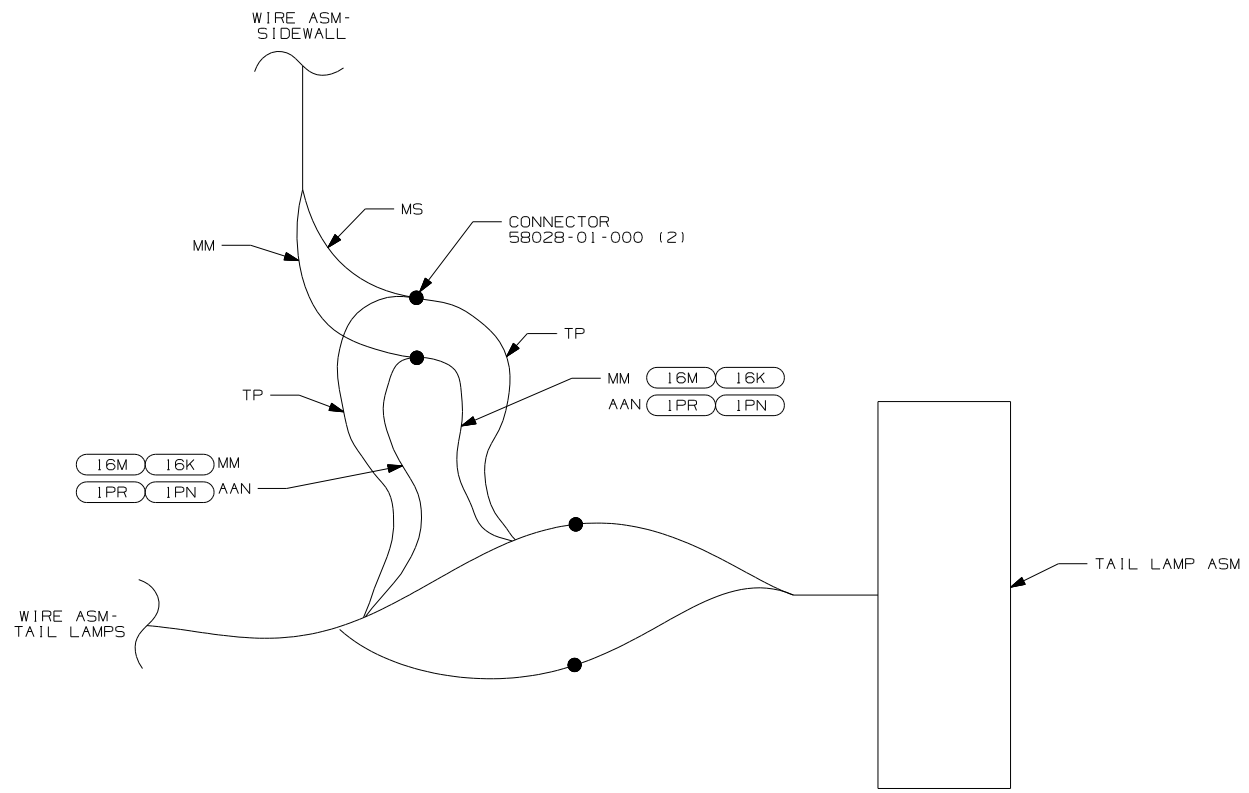 WIRE ASM-
SIDEWALL
MS
CONNECTOR
58028-01-000 (2)
MM
TP
MM 16M 16K
AAN 1PR 1PN
TP
16M 16K MM
1PR 1PN AAN
TAIL LAMP ASM
WIRE ASM-
TAIL LAMPS